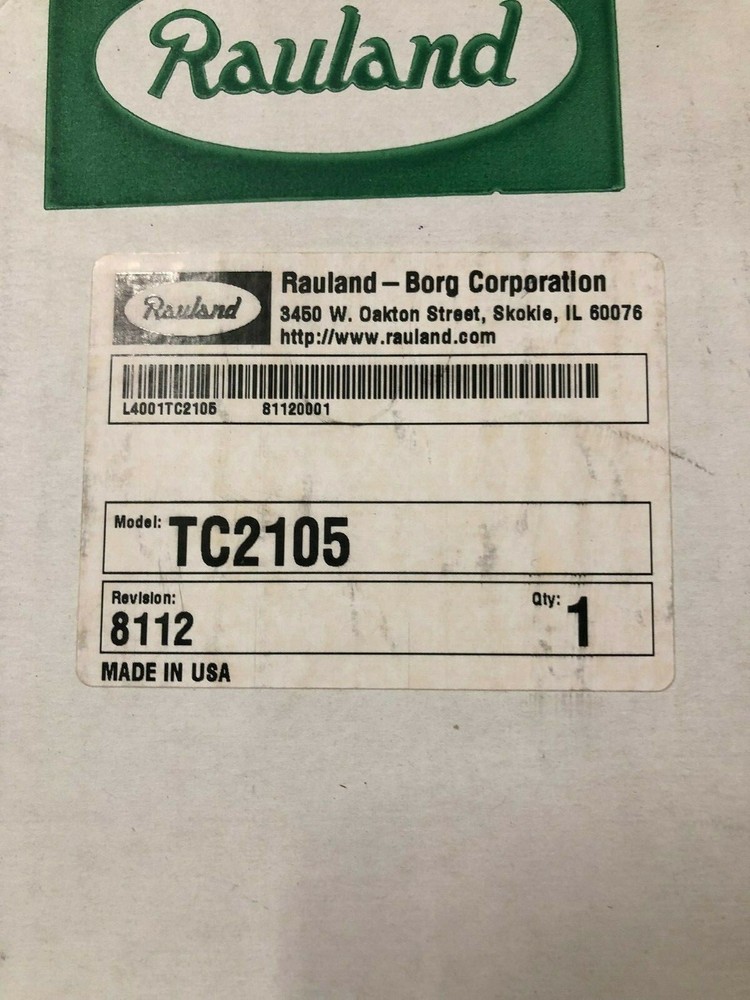 Rauland
Rauland
Rauland-Borg Corporation
3450 W. Oakton Street, Skokie, IL 60076
http://www.rauland.com
L4001TC2105 81120001
Model: TC2105
Revision: Qty:
8112 1
MADE IN USA